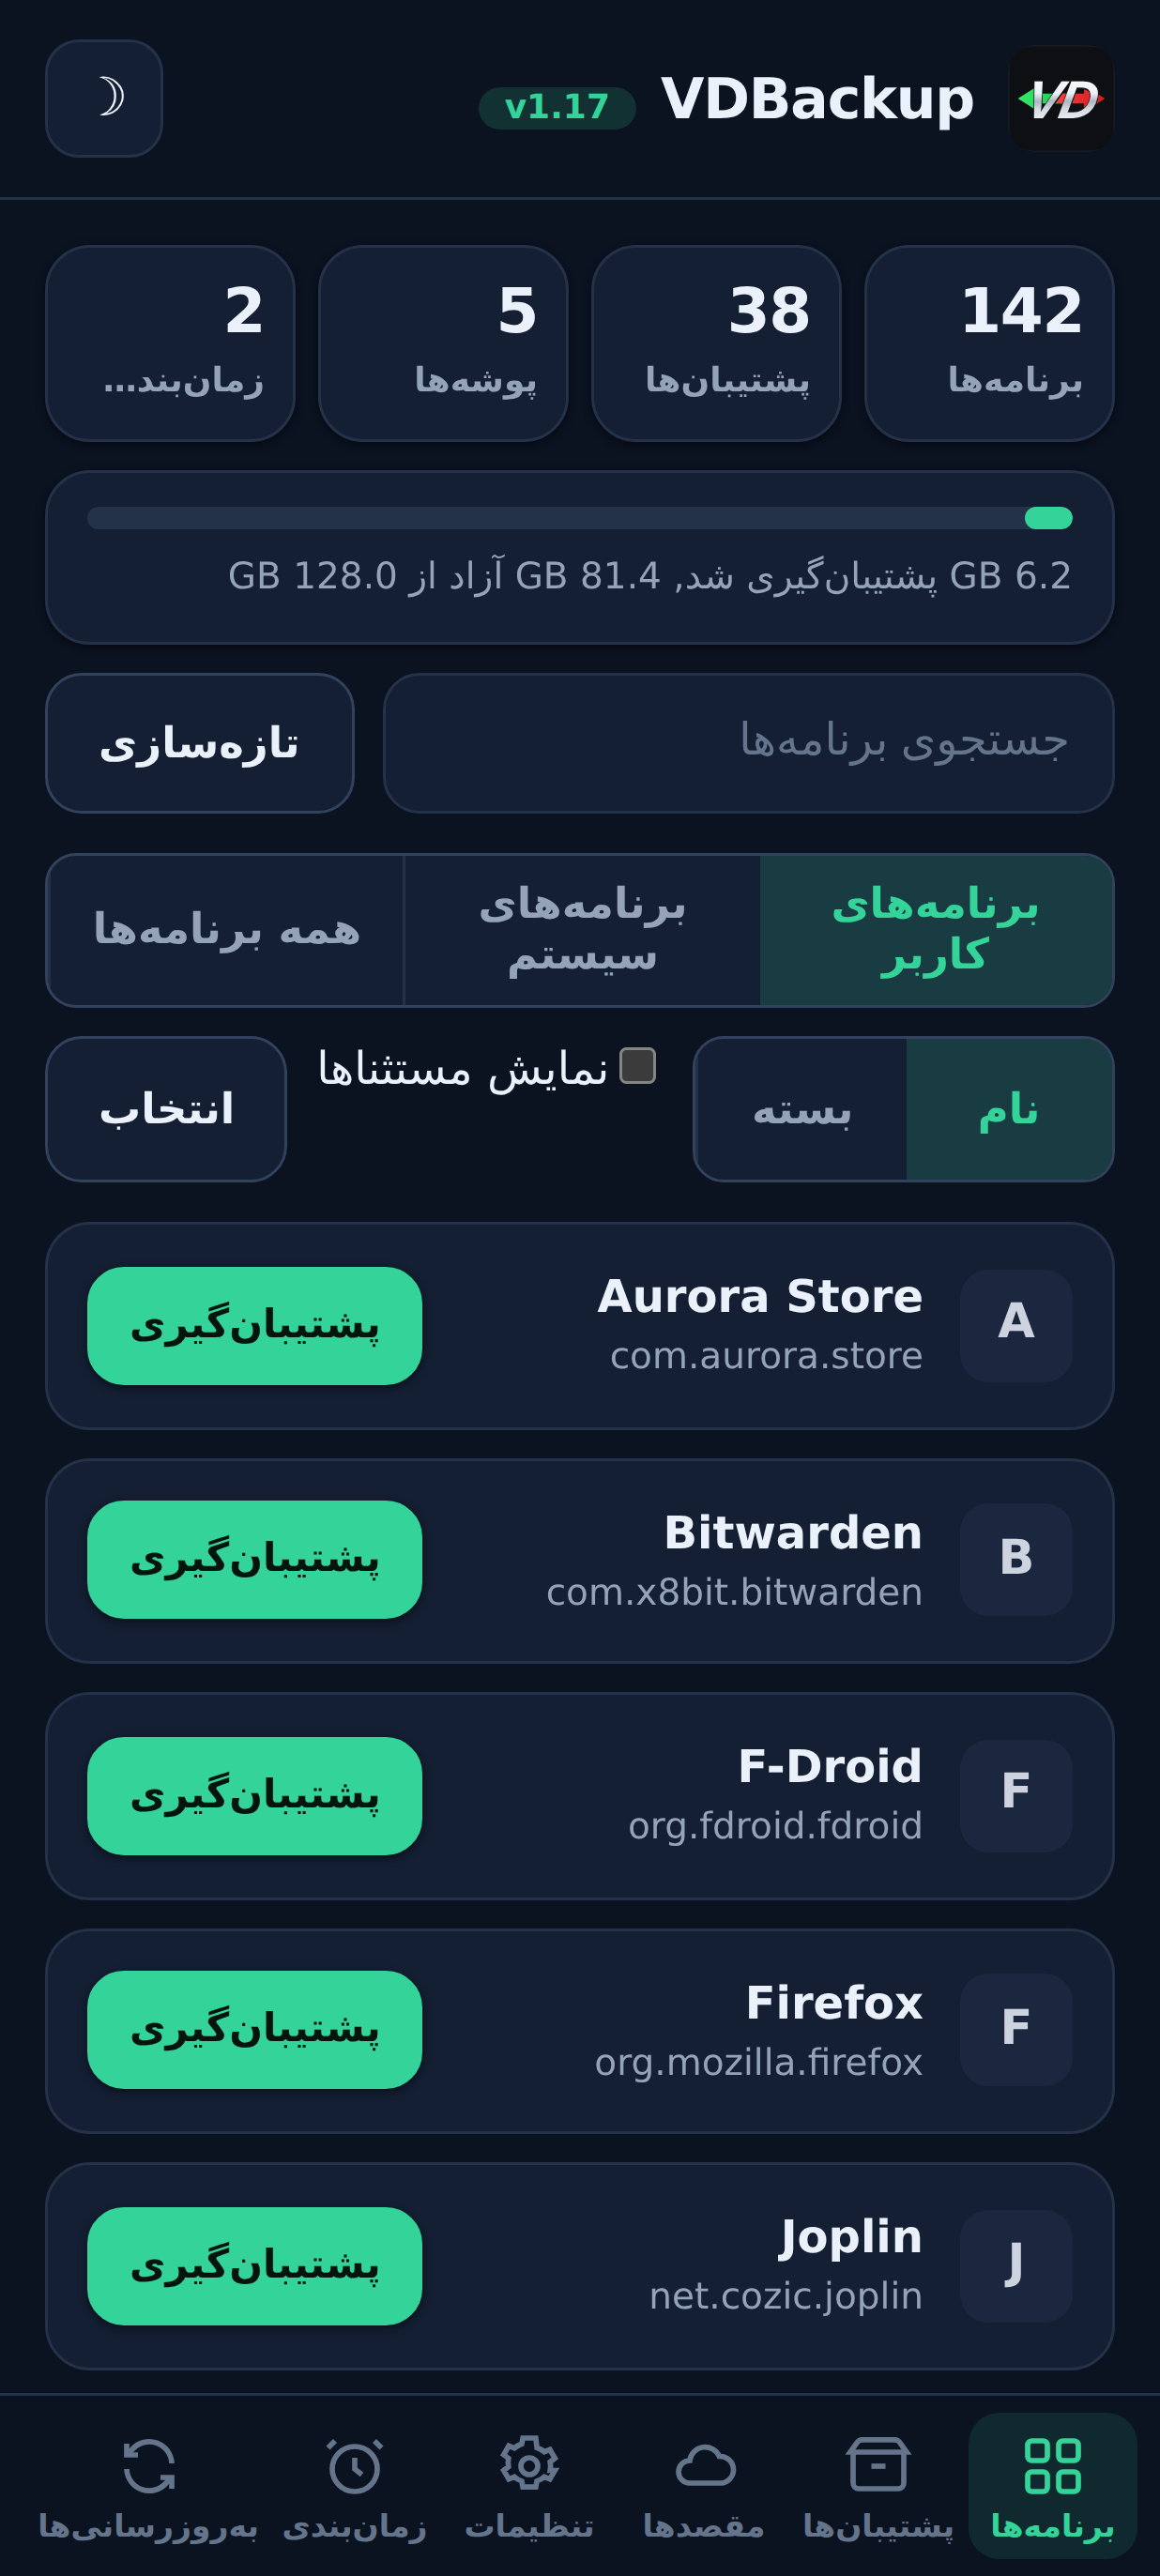 VD
VDBackup v1.17
142
برنامه‌ها
38
پشتیبان‌ها
5
پوشه‌ها
2
زمان‌بند…
6.2 GB پشتیبان‌گیری شد, 81.4 GB آزاد از 128.0 GB
جستجوی برنامه‌ها
تازه‌سازی
برنامه‌های
کاربر
برنامه‌های
سیستم
همه برنامه‌ها
نام
بسته
نمایش مستثناها
انتخاب
A
Aurora Store
com.aurora.store
پشتیبان‌گیری
B
Bitwarden
com.x8bit.bitwarden
پشتیبان‌گیری
F
F-Droid
org.fdroid.fdroid
پشتیبان‌گیری
F
Firefox
org.mozilla.firefox
پشتیبان‌گیری
J
Joplin
net.cozic.joplin
پشتیبان‌گیری
برنامه‌ها
پشتیبان‌ها
مقصدها
تنظیمات
زمان‌بندی
به‌روزرسانی‌ها